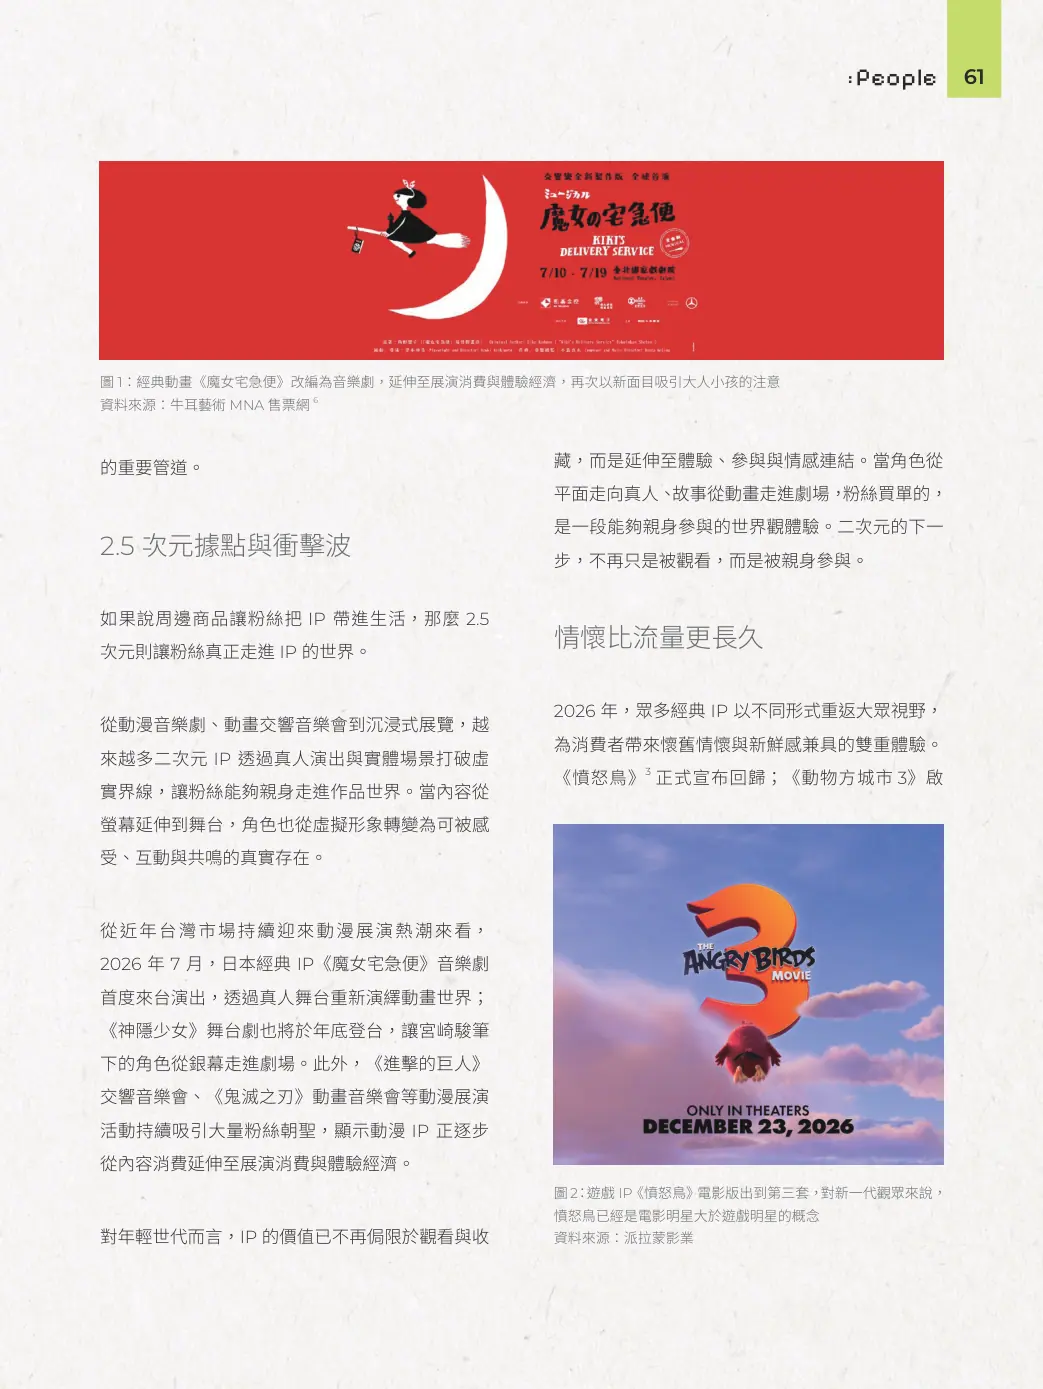 :People
61
交響樂全新製作版 全球首演
ミュージカル
魔女の宅急便
KIKI'S
DELIVERY SERVICE
7/10 - 7/19 臺北國家戲劇院
圖 1：經典動畫《魔女宅急便》改編為音樂劇，延伸至展演消費與體驗經濟，再次以新面目吸引大人小孩的注意
資料來源：牛耳藝術 MNA 售票網 6
的重要管道。
2.5 次元據點與衝擊波
如果說周邊商品讓粉絲把 IP 帶進生活，那麼 2.5
次元則讓粉絲真正走進 IP 的世界。
從動漫音樂劇、動畫交響音樂會到沉浸式展覽，越
來越多二次元 IP 透過真人演出與實體場景打破虛
實界線，讓粉絲能夠親身走進作品世界。當內容從
螢幕延伸到舞台，角色也從虛擬形象轉變為可被感
受、互動與共鳴的真實存在。
從近年台灣市場持續迎來動漫展演熱潮來看，
2026 年 7 月，日本經典 IP《魔女宅急便》音樂劇
首度來台演出，透過真人舞台重新演繹動畫世界；
《神隱少女》舞台劇也將於年底登台，讓宮崎駿筆
下的角色從銀幕走進劇場。此外，《進擊的巨人》
交響音樂會、《鬼滅之刃》動畫音樂會等動漫展演
活動持續吸引大量粉絲朝聖，顯示動漫 IP 正逐步
從內容消費延伸至展演消費與體驗經濟。
對年輕世代而言，IP 的價值已不再侷限於觀看與收
藏，而是延伸至體驗、參與與情感連結。當角色從
平面走向真人、故事從動畫走進劇場，粉絲買單的，
是一段能夠親身參與的世界觀體驗。二次元的下一
步，不再只是被觀看，而是被親身參與。
情懷比流量更長久
2026 年，眾多經典 IP 以不同形式重返大眾視野，
為消費者帶來懷舊情懷與新鮮感兼具的雙重體驗。
《憤怒鳥》3 正式宣布回歸；《動物方城市 3》啟
3
THE
ANGRY BIRDS
MOVIE
ONLY IN THEATERS
DECEMBER 23, 2026
圖 2：遊戲 IP《憤怒鳥》電影版出到第三套，對新一代觀眾來說，
憤怒鳥已經是電影明星大於遊戲明星的概念
資料來源：派拉蒙影業